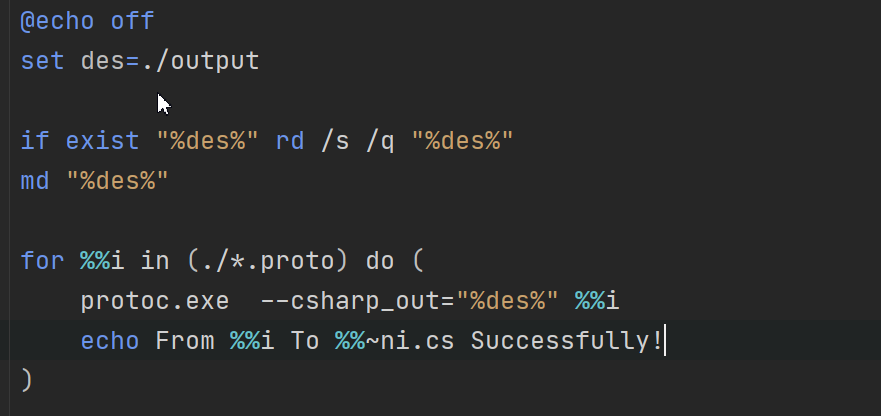 @echo off
set des=./output
if exist "%des%" rd /s /q "%des%"
md "%des%"
for %%i in (./*.proto) do (
    protoc.exe  --csharp_out="%des%" %%i
    echo From %%i To %%~ni.cs Successfully!
)